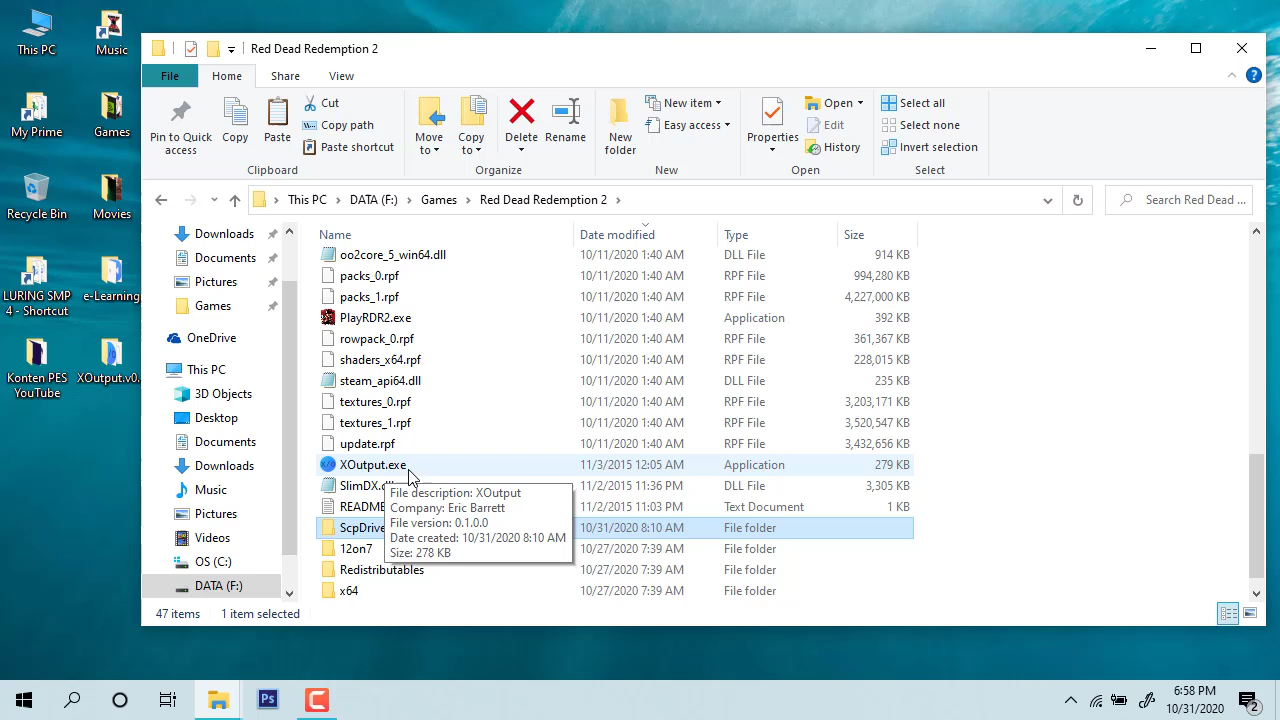 This PC
Music
My Prime
Games
Recycle Bin
Movies
LURING SMP
4 - Shortcut
e-Learning
Konten PES
YouTube
XOutput.v0.
Red Dead Redemption 2
File
Home
Share
View
Pin to Quick
access
Copy
Paste
Cut
Copy path
Paste shortcut
Clipboard
Move
to
Copy
to
Delete
Rename
Organize
New
folder
New item
Easy access
New
Properties
Open
Edit
History
Open
Select all
Select none
Invert selection
Select
This PC > DATA (F:) > Games > Red Dead Redemption 2 >
Search Red Dead ...
Downloads
Documents
Pictures
Games
OneDrive
This PC
3D Objects
Desktop
Documents
Downloads
Music
Pictures
Videos
OS (C:)
DATA (F:)
Name Date modified Type Size
oo2core_5_win64.dll 10/11/2020 1:40 AM DLL File 914 KB
packs_0.rpf 10/11/2020 1:40 AM RPF File 994,280 KB
packs_1.rpf 10/11/2020 1:40 AM RPF File 4,227,000 KB
PlayRDR2.exe 10/11/2020 1:40 AM Application 392 KB
rowpack_0.rpf 10/11/2020 1:40 AM RPF File 361,367 KB
shaders_x64.rpf 10/11/2020 1:40 AM RPF File 228,015 KB
steam_api64.dll 10/11/2020 1:40 AM DLL File 235 KB
textures_0.rpf 10/11/2020 1:40 AM RPF File 3,203,171 KB
textures_1.rpf 10/11/2020 1:40 AM RPF File 3,520,547 KB
update.rpf 10/11/2020 1:40 AM RPF File 3,432,656 KB
XOutput.exe 11/3/2015 12:05 AM Application 279 KB
SlimDX.dll 11/2/2015 11:36 PM DLL File 3,305 KB
README 11/2/2015 11:03 PM Text Document 1 KB
ScpDrive 10/31/2020 8:10 AM File folder
12on7 10/27/2020 7:39 AM File folder
Redistributables 10/27/2020 7:39 AM File folder
x64 10/27/2020 7:39 AM File folder
File description: XOutput
Company: Eric Barrett
File version: 0.1.0.0
Date created: 10/31/2020 8:10 AM
Size: 278 KB
47 items 1 item selected
Ps
6:58 PM
10/31/2020
2